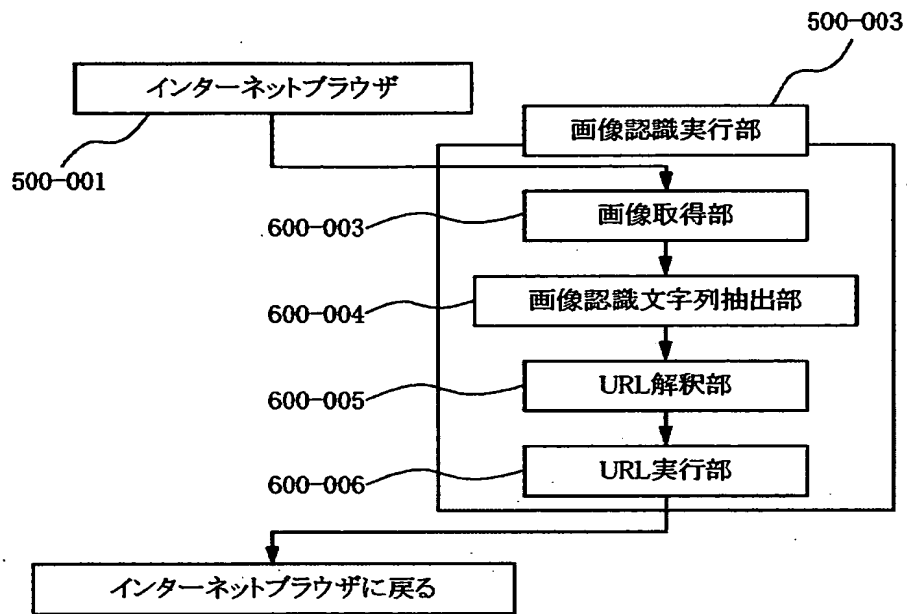 500-003
インターネットブラウザ
画像認識実行部
500-001
600-003
画像取得部
600-004
画像認識文字列抽出部
600-005
URL解釈部
600-006
URL実行部
インターネットブラウザに戻る